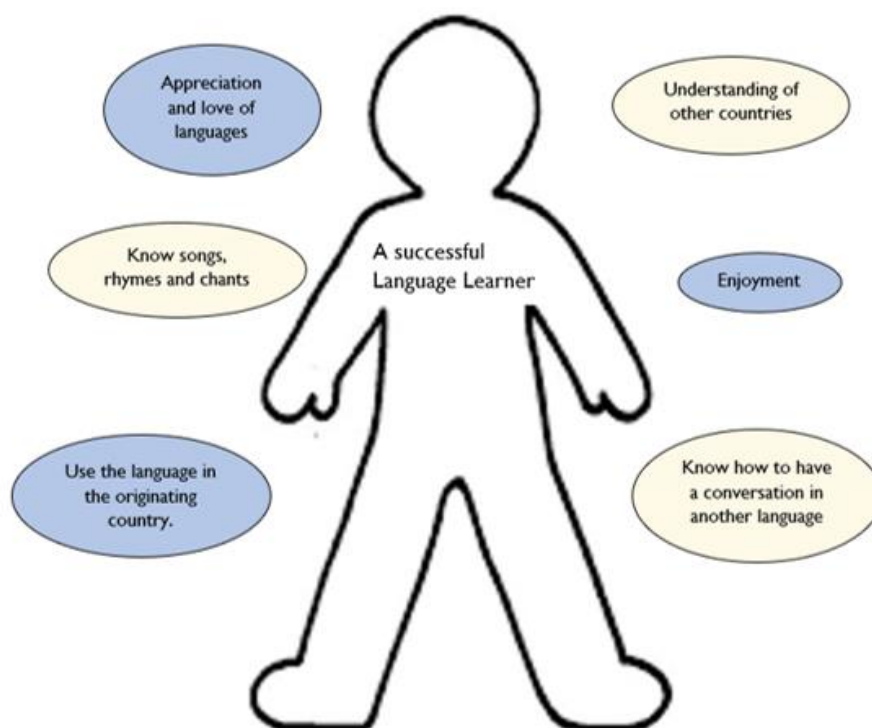 Appreciation
and love of
languages
Understanding of
other countries
Know songs,
rhymes and chants
A successful
Language Learner
Enjoyment
Use the language in
the originating
country.
Know how to have
a conversation in
another language